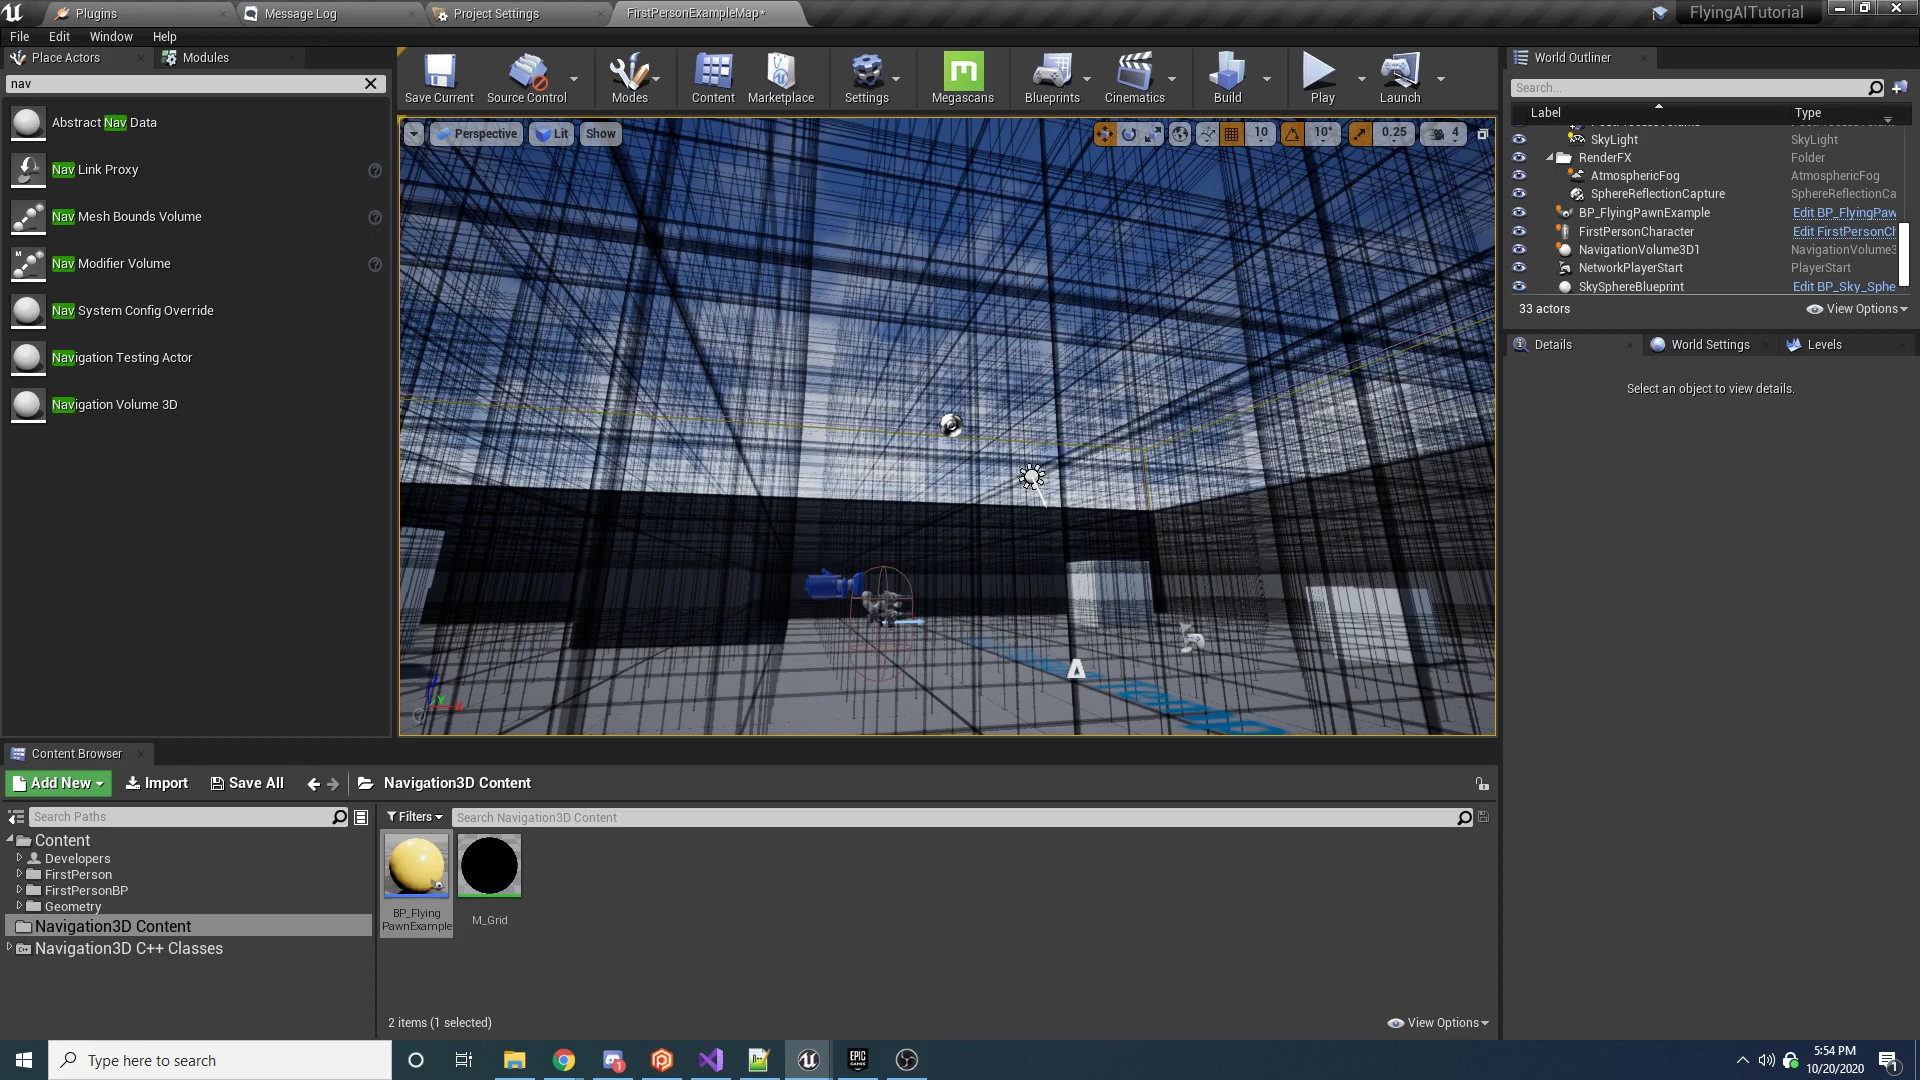 Plugins
Message Log
Project Settings
FirstPersonExampleMap*
FlyingAITutorial
File
Edit
Window
Help
Place Actors
Modules
nav
Abstract Nav Data
Nav Link Proxy
Nav Mesh Bounds Volume
Nav Modifier Volume
Nav System Config Override
Navigation Testing Actor
Navigation Volume 3D
Save Current
Source Control
Modes
Content
Marketplace
Settings
Megascans
Blueprints
Cinematics
Build
Play
Launch
Perspective
Lit
Show
10
10°
0.25
4
World Outliner
Search...
Label
Type
SkyLight
SkyLight
RenderFX
Folder
AtmosphericFog
AtmosphericFog
SphereReflectionCapture
SphereReflectionCa
BP_FlyingPawnExample
Edit BP_FlyingPaw
FirstPersonCharacter
Edit FirstPersonCh
NavigationVolume3D1
NavigationVolume3
NetworkPlayerStart
PlayerStart
SkySphereBlueprint
Edit BP_Sky_Sphe
33 actors
View Options
Details
World Settings
Levels
Select an object to view details.
Content Browser
Add New
Import
Save All
Navigation3D Content
Search Paths
Filters
Search Navigation3D Content
Content
Developers
FirstPerson
FirstPersonBP
Geometry
Navigation3D Content
Navigation3D C++ Classes
BP_Flying
PawnExample
M_Grid
2 items (1 selected)
View Options
Type here to search
EPIC
GAMES
5:54 PM
10/20/2020